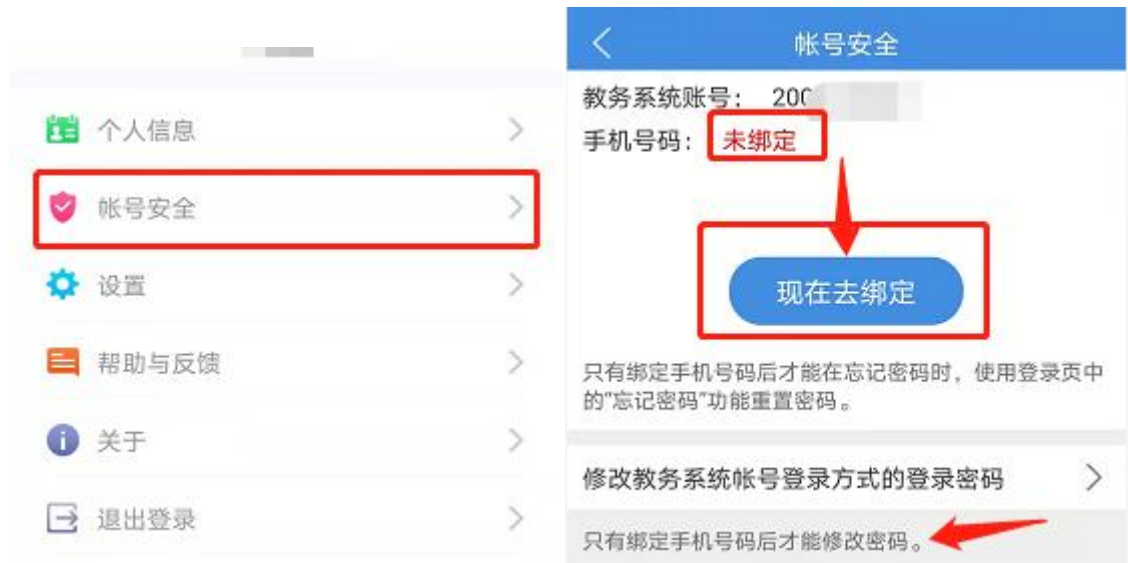 个人信息
帐号安全
设置
帮助与反馈
关于
退出登录
帐号安全
教务系统账号： 200
手机号码： 未绑定
现在去绑定
只有绑定手机号码后才能在忘记密码时，使用登录页中
的"忘记密码"功能重置密码。
修改教务系统帐号登录方式的登录密码
只有绑定手机号码后才能修改密码。